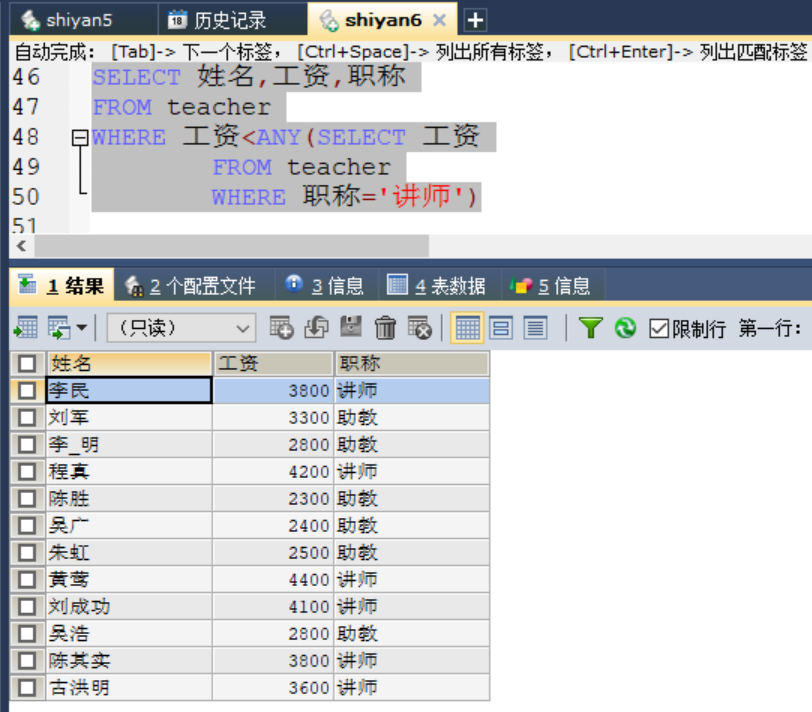 shiyan5 18 历史记录 shiyan6 × +
自动完成: [Tab]-> 下一个标签, [Ctrl+Space]-> 列出所有标签, [Ctrl+Enter]-> 列出匹配标签
46 SELECT 姓名,工资,职称
47 FROM teacher
48 WHERE 工资<ANY(SELECT 工资
49 FROM teacher
50 WHERE 职称='讲师')
51
1 结果 2 个配置文件 3 信息 4 表数据 5 信息
(只读) 限制行 第一行:
姓名 工资 职称
李民 3800 讲师
刘军 3300 助教
李_明 2800 助教
程真 4200 讲师
陈胜 2300 助教
吴广 2400 助教
朱虹 2500 助教
黄莺 4400 讲师
刘成功 4100 讲师
吴浩 2800 助教
陈其实 3800 讲师
古洪明 3600 讲师